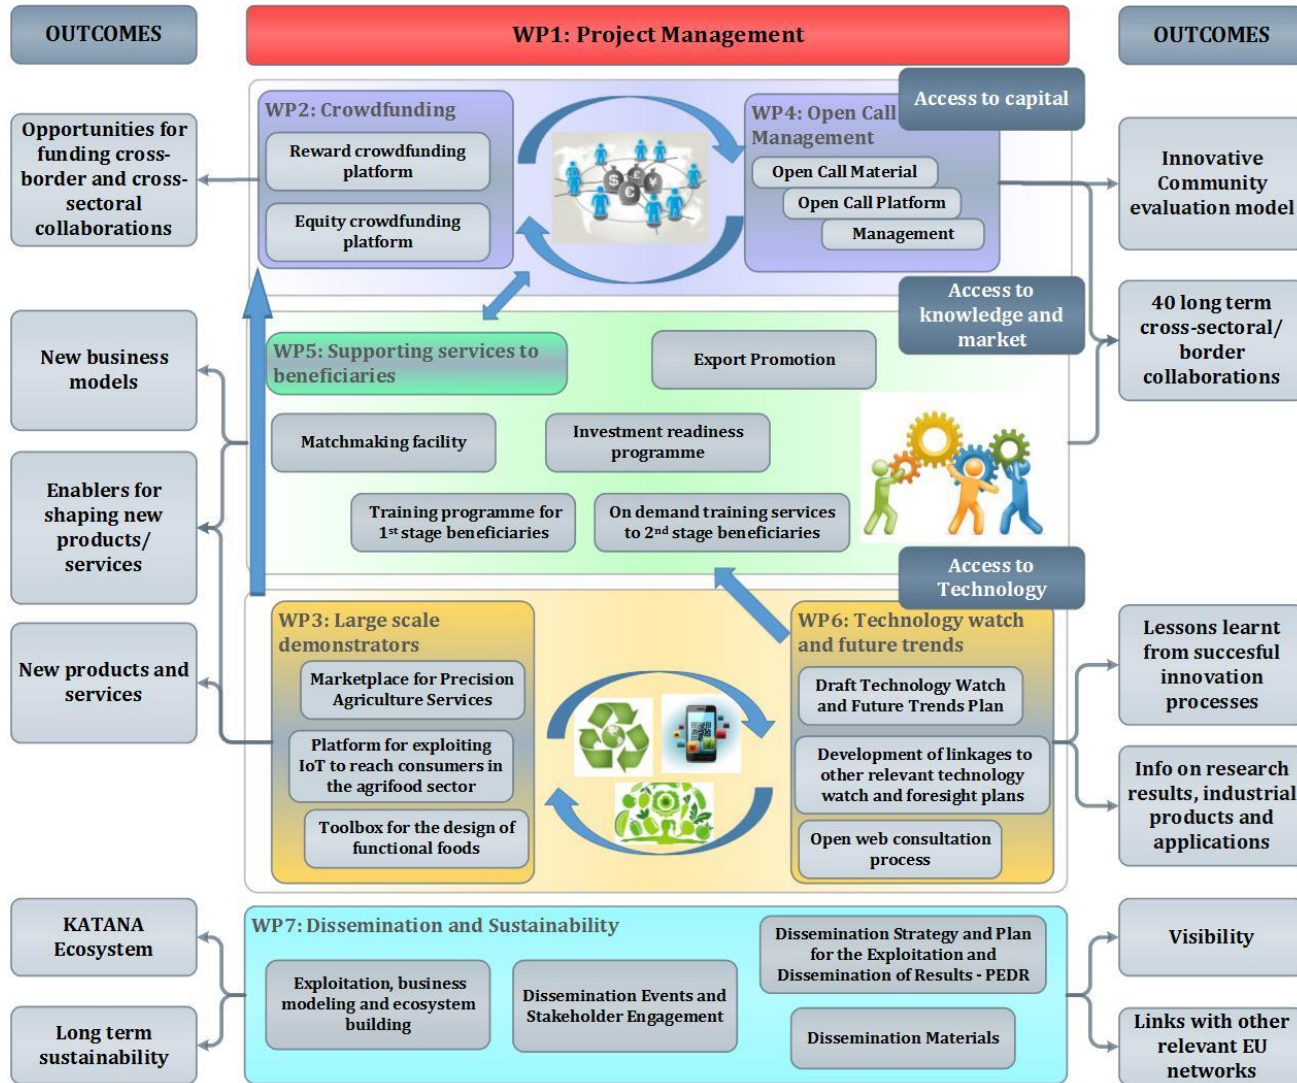 OUTCOMES
WP1: Project Management
OUTCOMES
Opportunities for
funding cross-
border and cross-
sectoral
collaborations
WP2: Crowdfunding
Reward crowdfunding
platform
Equity crowdfunding
platform
WP4: Open Call
Management
Open Call Material
Open Call Platform
Management
Access to capital
Innovative
Community
evaluation model
Access to
knowledge and
market
40 long term
cross-sectoral/
border
collaborations
New business
models
WP5: Supporting services to
beneficiaries
Export Promotion
Matchmaking facility
Investment readiness
programme
Training programme for
1st stage beneficiaries
On demand training services
to 2nd stage beneficiaries
Enablers for
shaping new
products/
services
Access to
Technology
New products and
services
WP3: Large scale
demonstrators
Marketplace for Precision
Agriculture Services
Platform for exploiting
IoT to reach consumers in
the agrifood sector
Toolbox for the design of
functional foods
WP6: Technology watch
and future trends
Draft Technology Watch
and Future Trends Plan
Development of linkages to
other relevant technology
watch and foresight plans
Open web consultation
process
Lessons learnt
from succesful
innovation
processes
Info on research
results, industrial
products and
applications
KATANA
Ecosystem
Long term
sustainability
WP7: Dissemination and Sustainability
Exploitation, business
modeling and ecosystem
building
Dissemination Events and
Stakeholder Engagement
Dissemination Strategy and Plan
for the Exploitation and
Dissemination of Results - PEDR
Dissemination Materials
Visibility
Links with other
relevant EU
networks